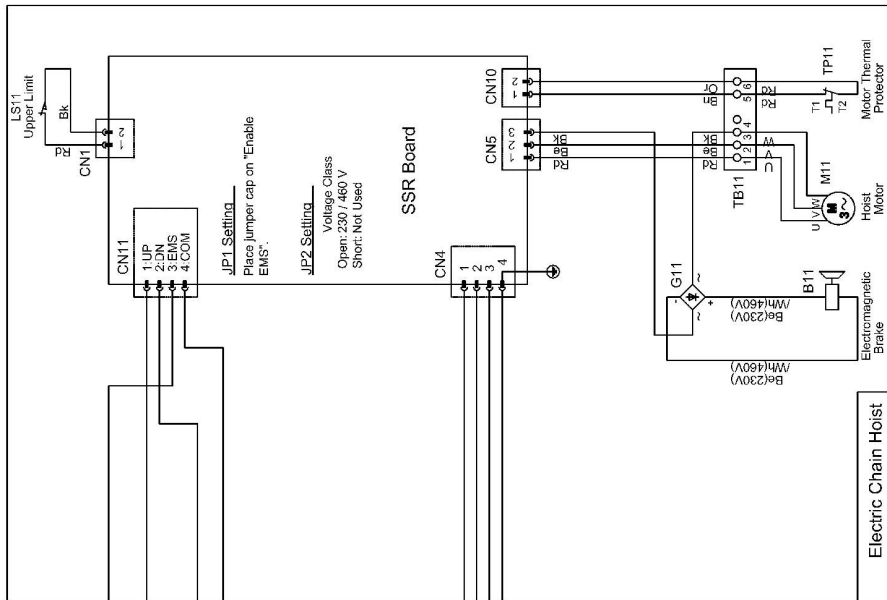 LS11
Upper Limit
Bk
Rd
2
1
CN1
CN11
1:UP
2:DN
3:EMS
4:COM
JP1 Setting
Place jumper cap on "Enable
EMS".
JP2 Setting
Voltage Class
Open: 230 / 460 V
Short: Not Used
SSR Board
CN4
1
2
3
4
CN10
2
1
CN5
3
2
1
Or
Bn
Bk
Be
Rd
Bk
Be
Rd
6
5
4
3
2
1
TB11
Rd
Rd
W
V
U
TP11
T1
T2
Motor Thermal
Protector
M11
U V W
M
3~
Hoist
Motor
G11
~
-
+
~
Be(230V)
/Wh(460V)
B11
Electromagnetic
Brake
Be(230V)
/Wh(460V)
Electric Chain Hoist